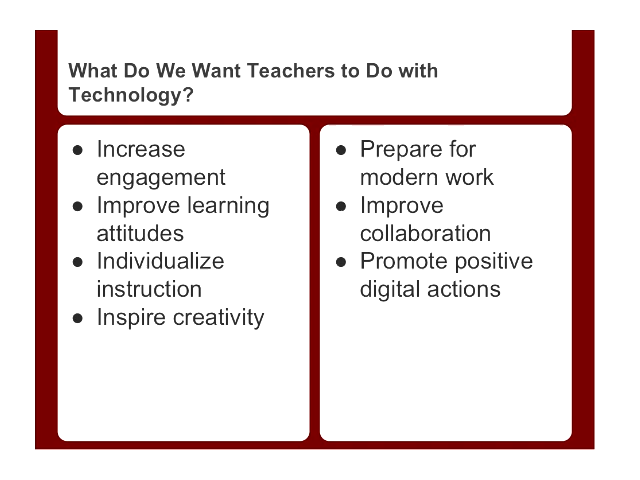 What Do We Want Teachers to Do with
Technology?
● Increase
engagement
● Improve learning
attitudes
● Individualize
instruction
● Inspire creativity
● Prepare for
modern work
● Improve
collaboration
● Promote positive
digital actions